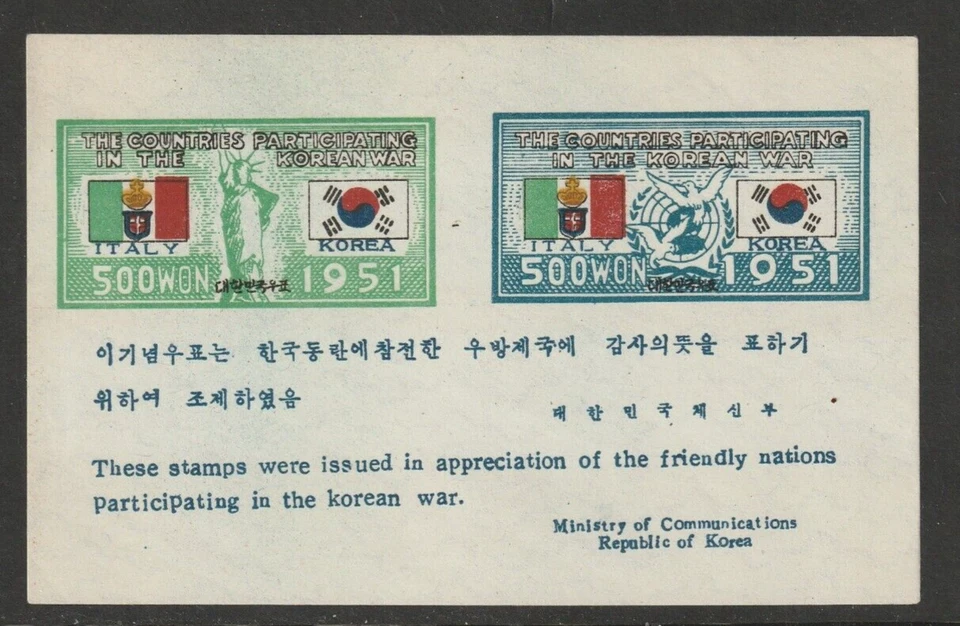 THE COUNTRIES PARTICIPATING
IN THE KOREAN WAR
ITALY KOREA
500WON 1951
대한민국우표
THE COUNTRIES PARTICIPATING
IN THE KOREAN WAR
ITALY KOREA
500WON 1951
대한민국우표
이기념우표는 한국동란에참전한 우방제국에 감사의뜻을 표하기
위하여 조제하였음
대한민국체신부
These stamps were issued in appreciation of the friendly nations
participating in the korean war.
Ministry of Communications
Republic of Korea